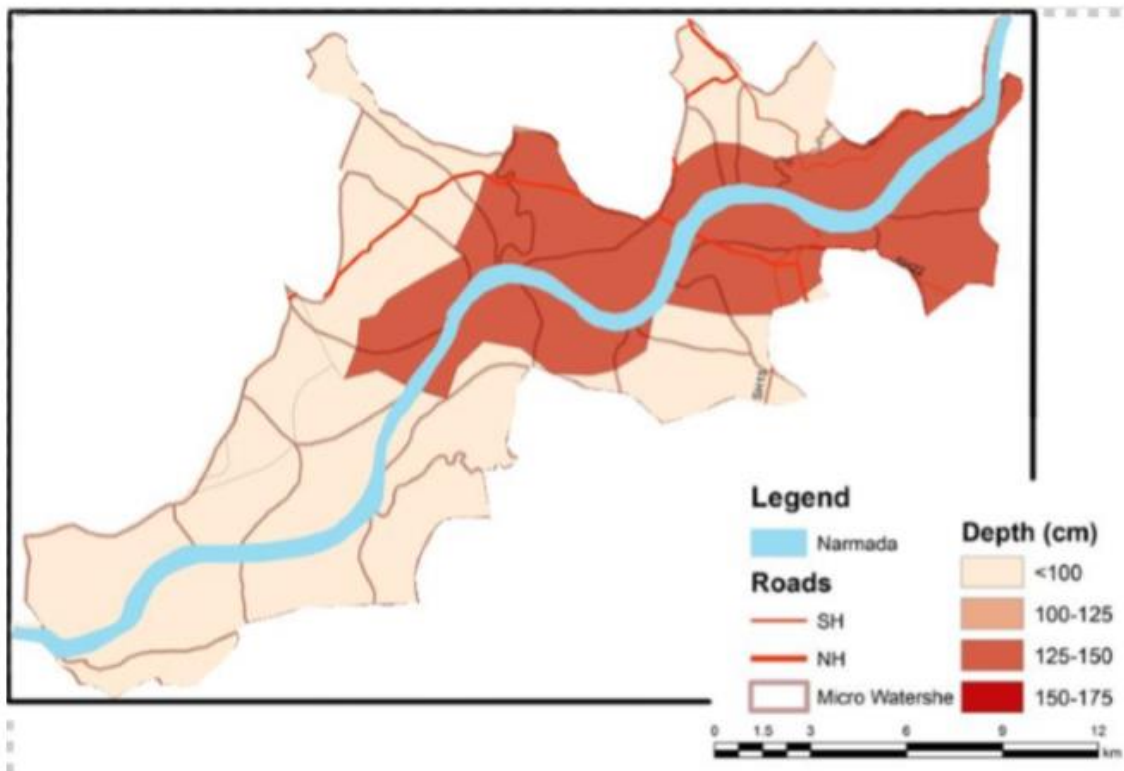 SH15
Legend
Narmada
Roads
SH
NH
Micro Watershe
Depth (cm)
<100
100-125
125-150
150-175
0 1.5 3 6 9 12
km